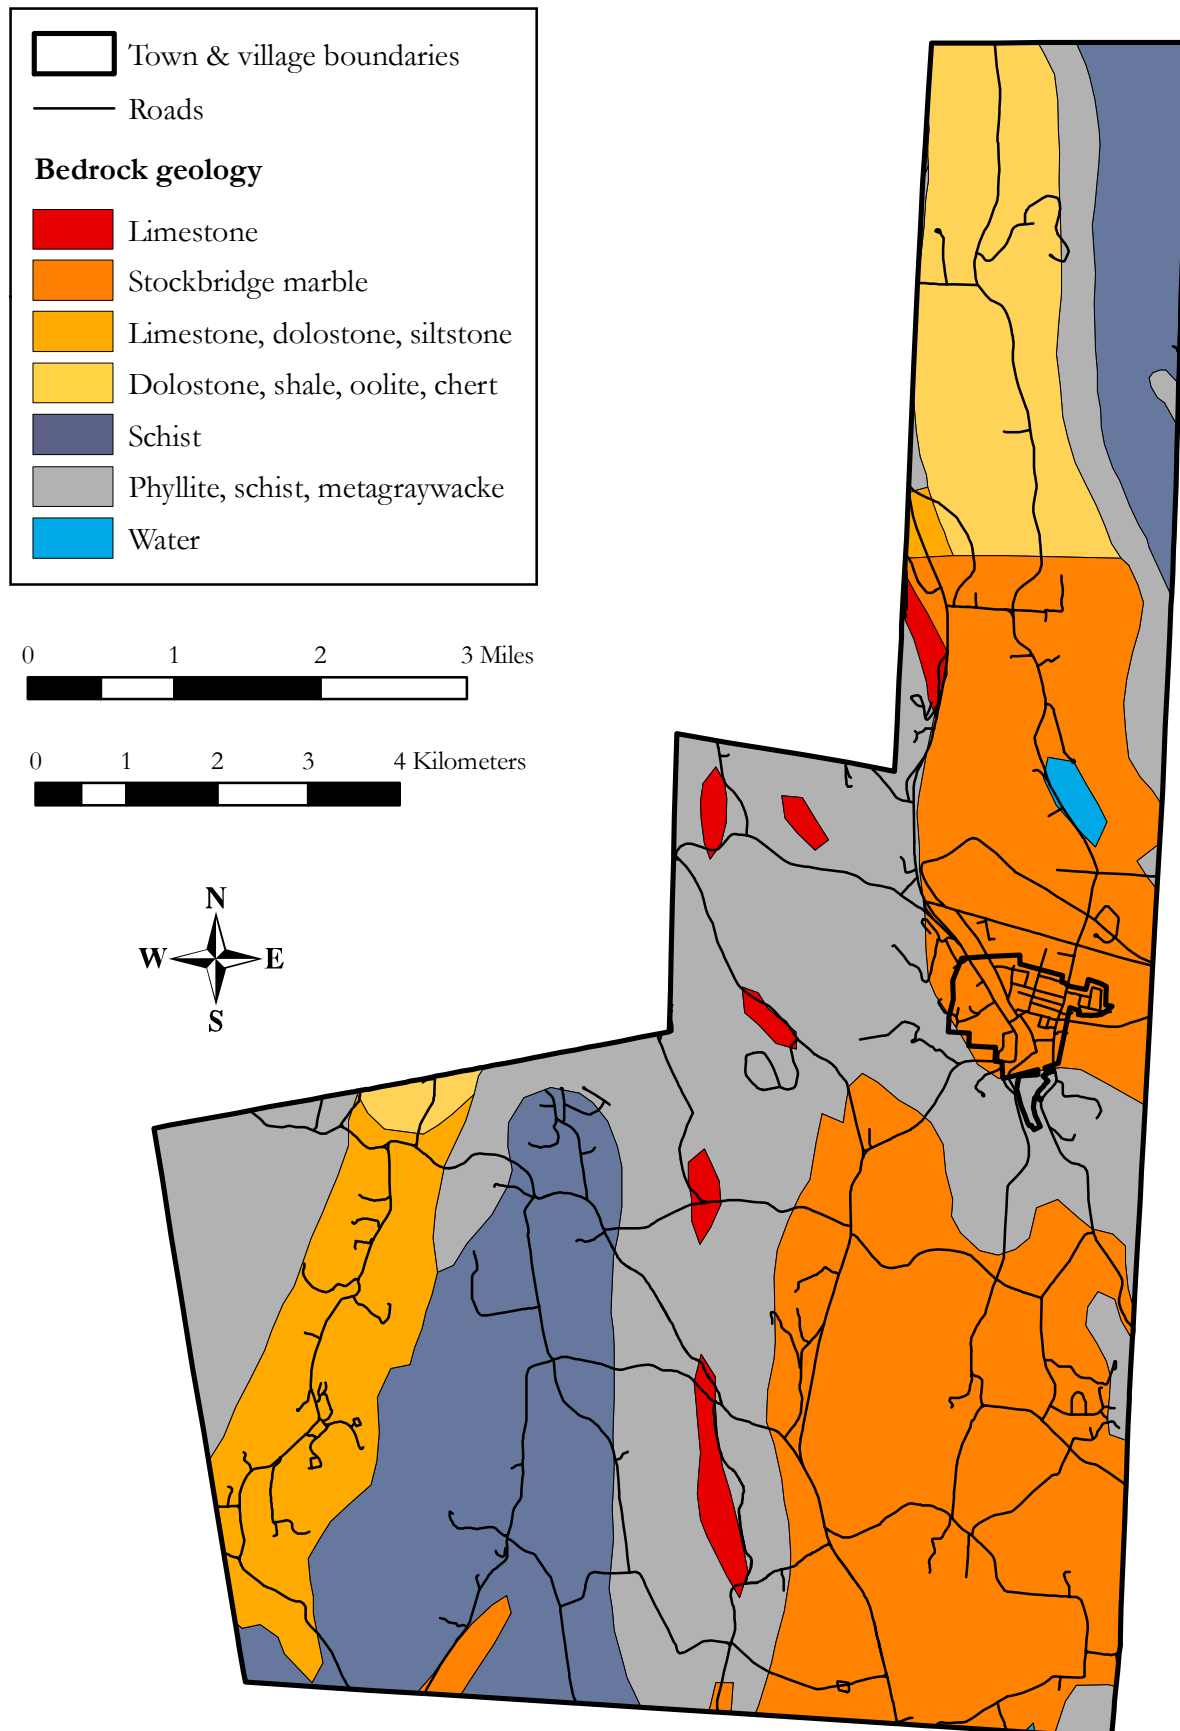 Town & village boundaries
Roads
Bedrock geology
Limestone
Stockbridge marble
Limestone, dolostone, siltstone
Dolostone, shale, oolite, chert
Schist
Phyllite, schist, metagraywacke
Water
0 1 2 3 Miles
0 1 2 3 4 Kilometers
N
W E
S